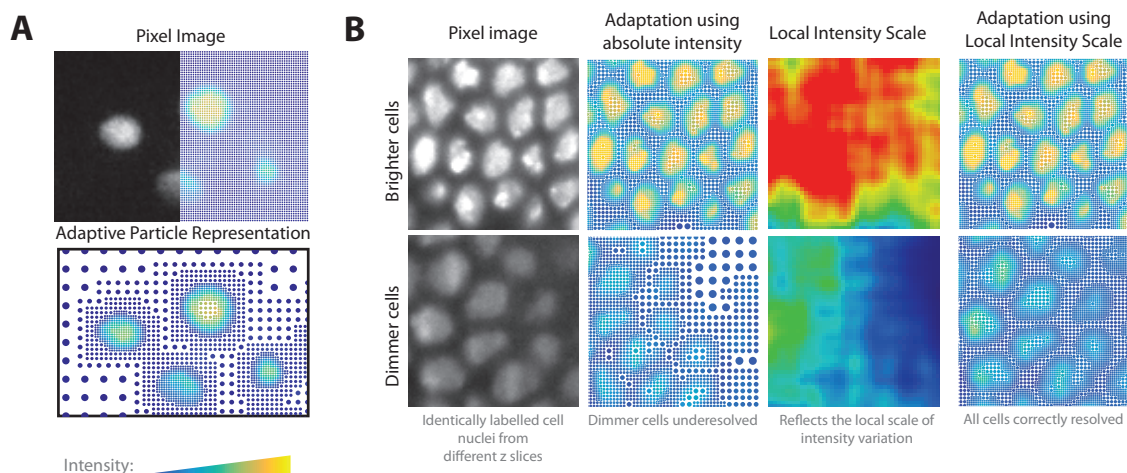 A
Pixel Image
Adaptive Particle Representation
Intensity:
B
Pixel image
Adaptation using
absolute intensity
Local Intensity Scale
Adaptation using
Local Intensity Scale
Brighter cells
Dimmer cells
Identically labelled cell
nuclei from
different z slices
Dimmer cells underesolved
Reflects the local scale of
intensity variation
All cells correctly resolved